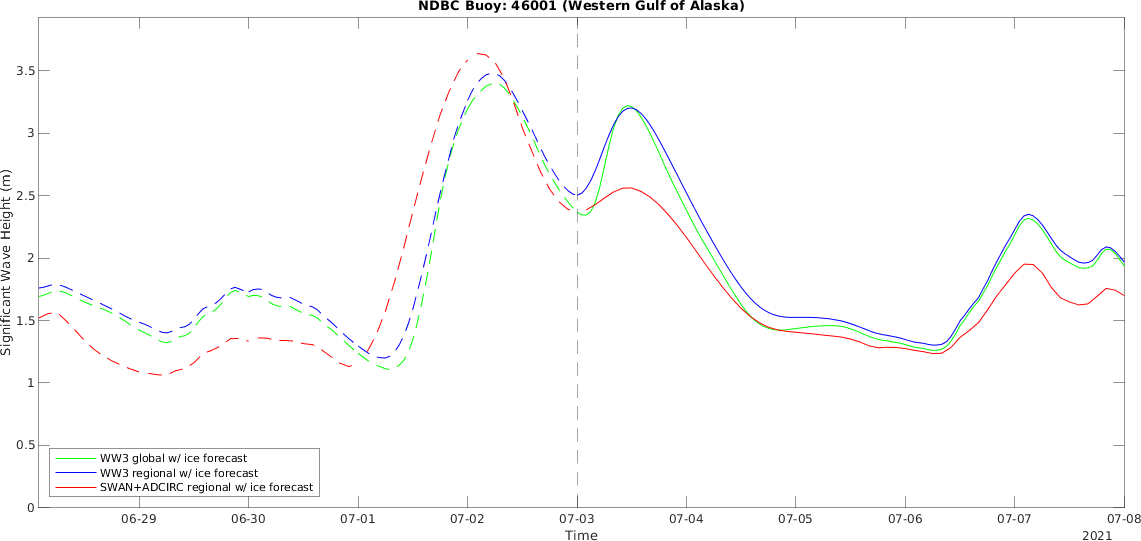 NDBC Buoy: 46001 (Western Gulf of Alaska)
Significant Wave Height (m)
3.5
3
2.5
2
1.5
1
0.5
0
WW3 global w/ ice forecast
WW3 regional w/ ice forecast
SWAN+ADCIRC regional w/ ice forecast
06-29 06-30 07-01 07-02 07-03 07-04 07-05 07-06 07-07 07-08
Time
2021